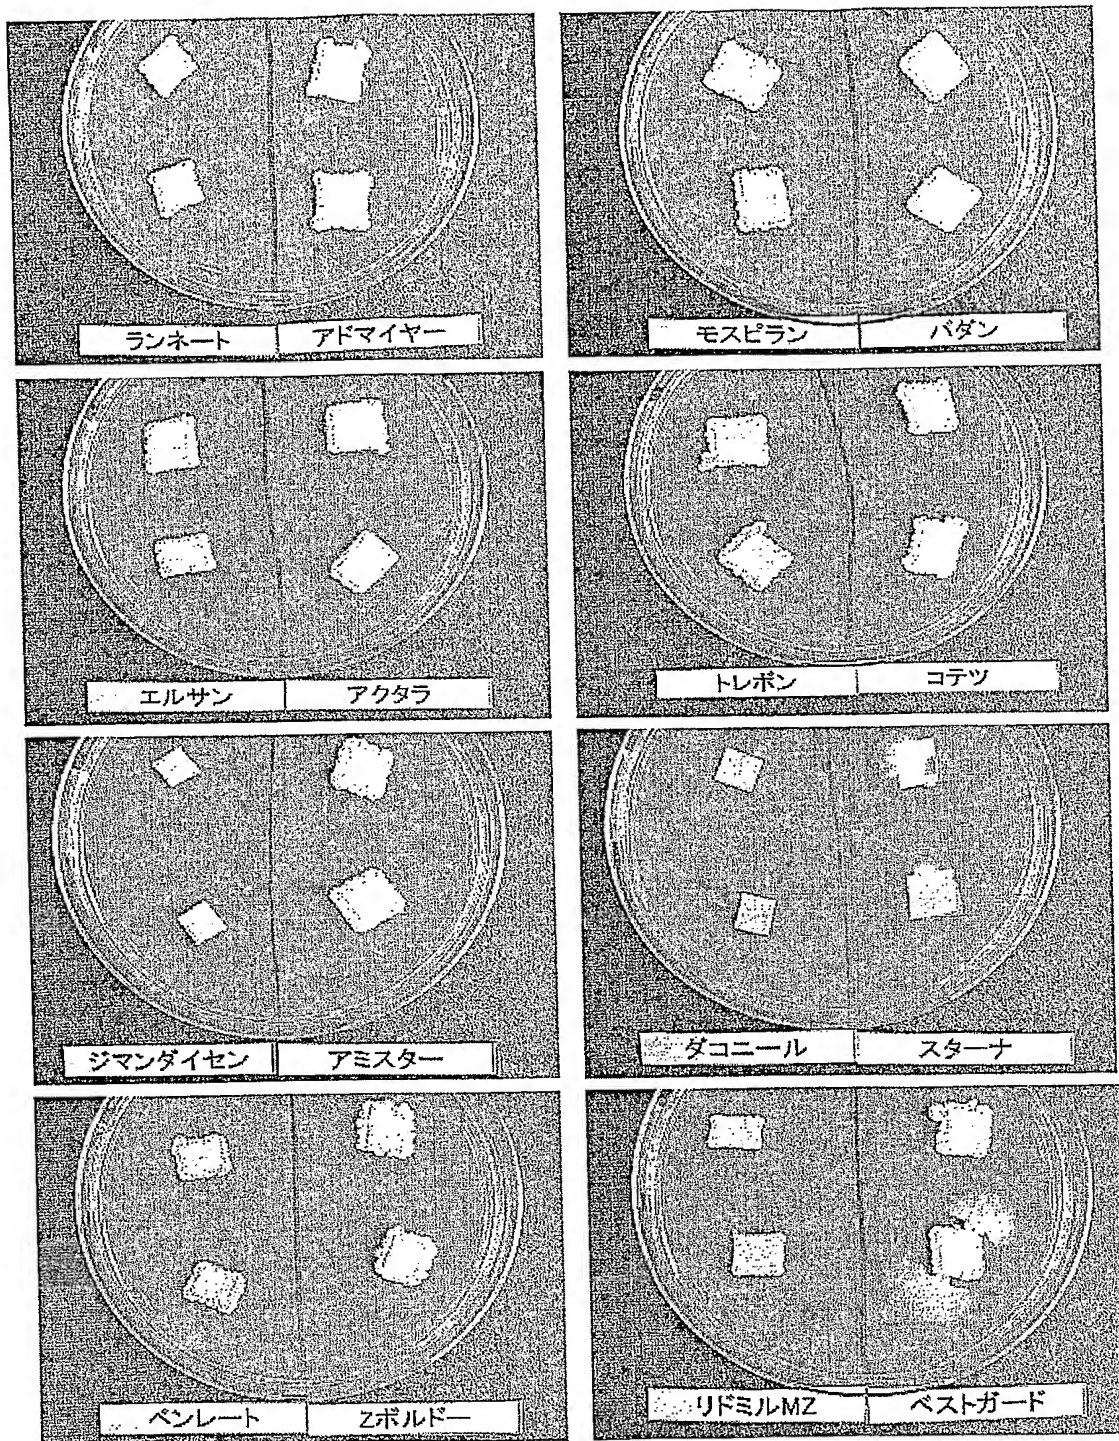 ランネート アドマイヤー
モスピラン パダン
エルサン アクタラ
トレボン コテツ
ジマンダイセン アミスター
ダコニール スターナ
ベンレート Zボルドー
リドミルMZ ベストガード